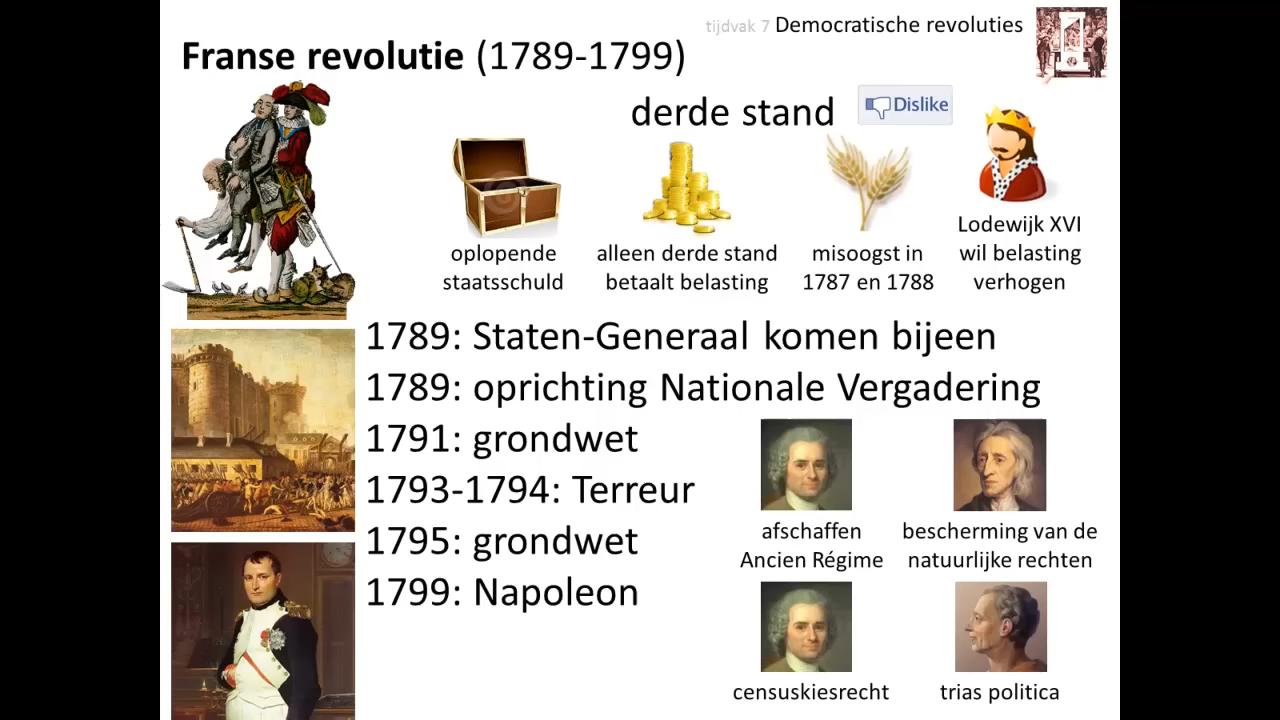 tijdvak 7 Democratische revoluties
Franse revolutie (1789-1799)
derde stand
Dislike
oplopende
staatsschuld
alleen derde stand
betaalt belasting
misoogst in
1787 en 1788
Lodewijk XVI
wil belasting
verhogen
1789: Staten-Generaal komen bijeen
1789: oprichting Nationale Vergadering
1791: grondwet
1793-1794: Terreur
1795: grondwet
1799: Napoleon
afschaffen
Ancien Régime
bescherming van de
natuurlijke rechten
censuskiesrecht
trias politica